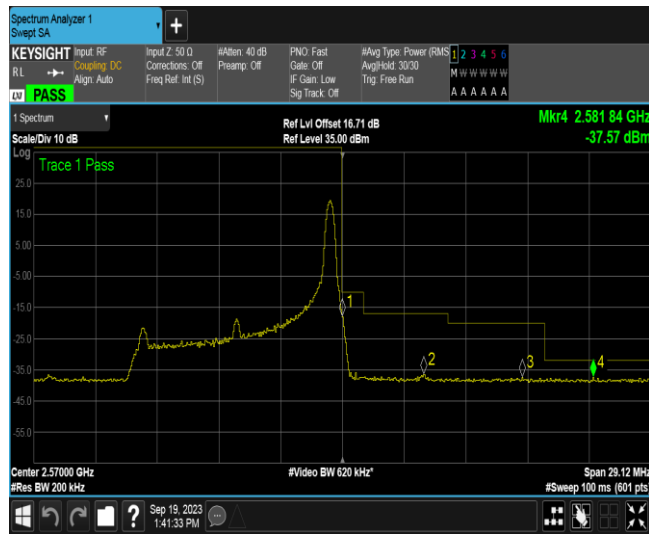 Spectrum Analyzer 1
Swept SA
+
KEYSIGHT
RL
LXI PASS
Input: RF
Coupling: DC
Align: Auto
Input Z: 50 Ω
Corrections: Off
Freq Ref: Int (S)
#Atten: 40 dB
Preamp: Off
PNO: Fast
Gate: Off
IF Gain: Low
Sig Track: Off
#Avg Type: Power (RMS
Avg|Hold: 30/30
Trig: Free Run
1 2 3 4 5 6
M W W W W W
A A A A A A
1 Spectrum
Scale/Div 10 dB
Log
Ref Lvl Offset 16.71 dB
Ref Level 35.00 dBm
Mkr4 2.581 84 GHz
-37.57 dBm
Trace 1 Pass
25.0
15.0
5.00
-5.00
-15.0
-25.0
-35.0
-45.0
-55.0
1
2
3
4
Center 2.57000 GHz
#Res BW 200 kHz
#Video BW 620 kHz*
Span 29.12 MHz
#Sweep 100 ms (601 pts)
?
Sep 19, 2023
1:41:33 PM